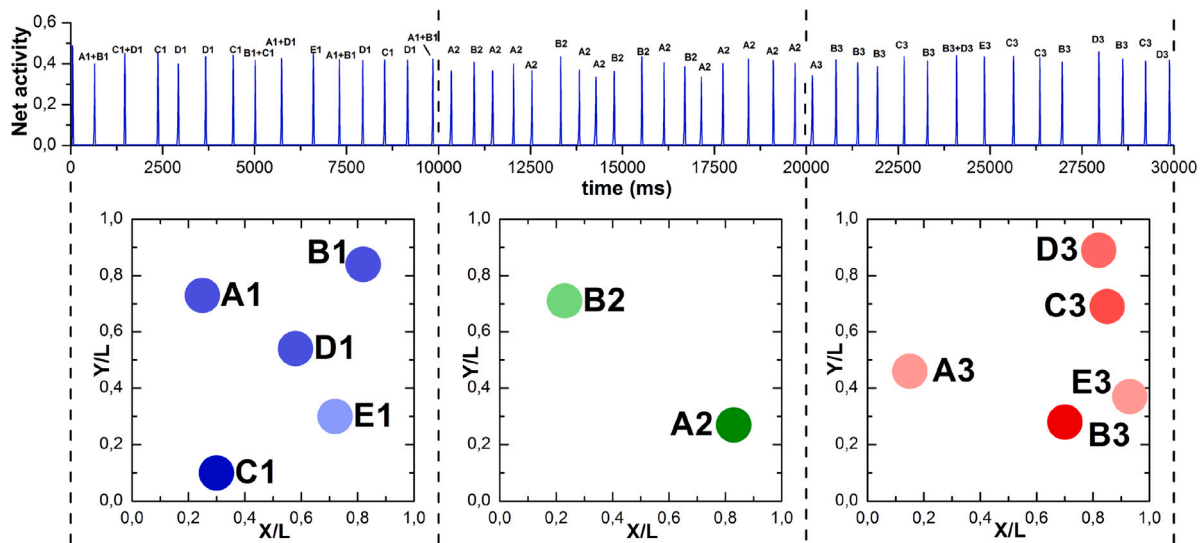 Net activity
0,6
0,4
0,2
0,0
A1+B1 C1+D1 C1 D1 D1 C1 B1+C1 A1+D1 E1 A1+B1 D1 C1 D1 A1+B1 A2 B2 A2 A2 A2 B2 A2 A2 B2 B2 A2 B2 A2 A2 A2 A2 A2 A3 B3 B3 B3 C3 B3 B3+D3 E3 C3 C3 B3 D3 B3 C3 D3
0 2500 5000 7500 10000 12500 15000 17500 20000 22500 25000 27500 30000
time (ms)
Y/L
1,0
0,8
0,6
0,4
0,2
0,0
B1
A1
D1
E1
C1
0,0 0,2 0,4 0,6 0,8 1,0
X/L
Y/L
1,0
0,8
0,6
0,4
0,2
0,0
B2
A2
0,0 0,2 0,4 0,6 0,8 1,0
X/L
Y/L
1,0
0,8
0,6
0,4
0,2
0,0
D3
C3
A3
E3
B3
0,0 0,2 0,4 0,6 0,8 1,0
X/L